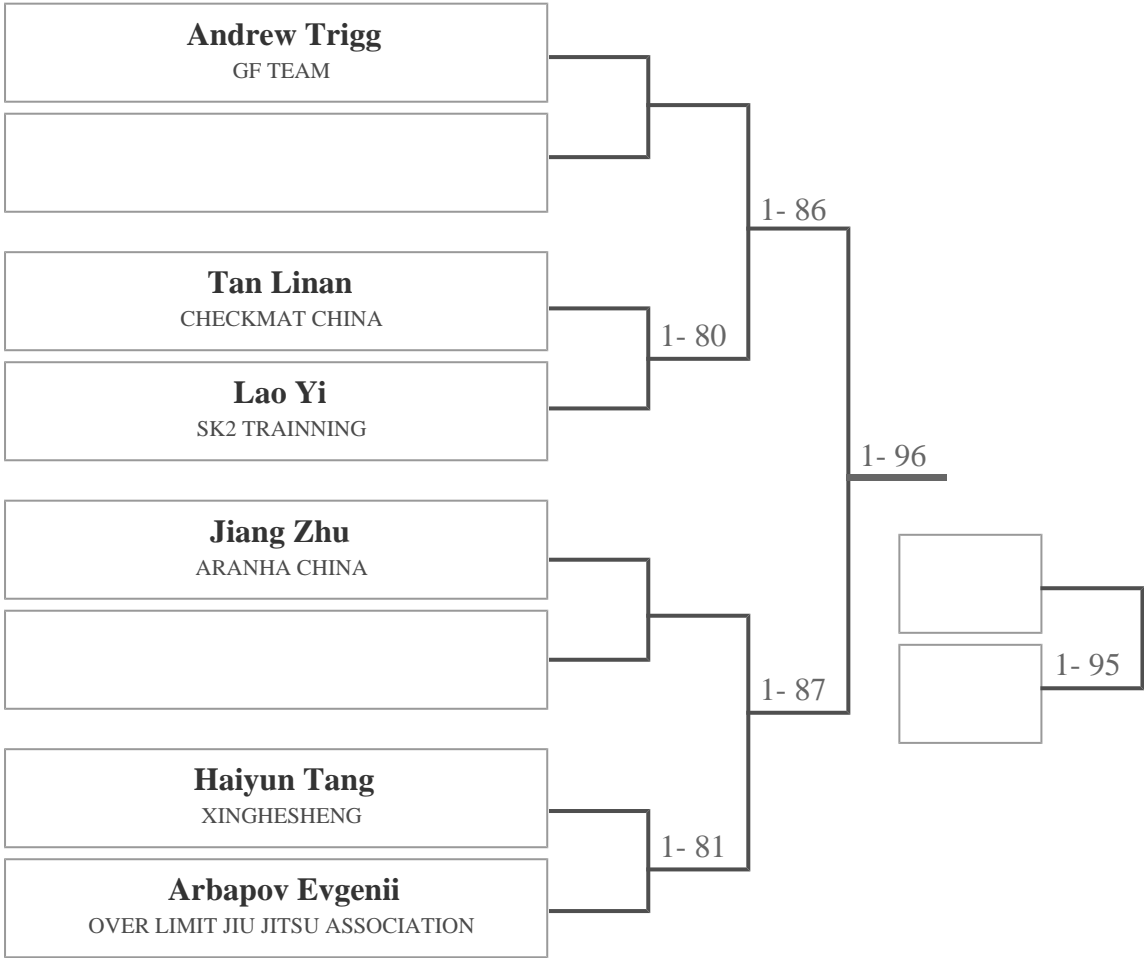 Andrew Trigg
GF TEAM
1- 86
Tan Linan
CHECKMAT CHINA
1- 80
Lao Yi
SK2 TRAINNING
1- 96
Jiang Zhu
ARANHA CHINA
1- 95
1- 87
Haiyun Tang
XINGHESHENG
1- 81
Arbapov Evgenii
OVER LIMIT JIU JITSU ASSOCIATION